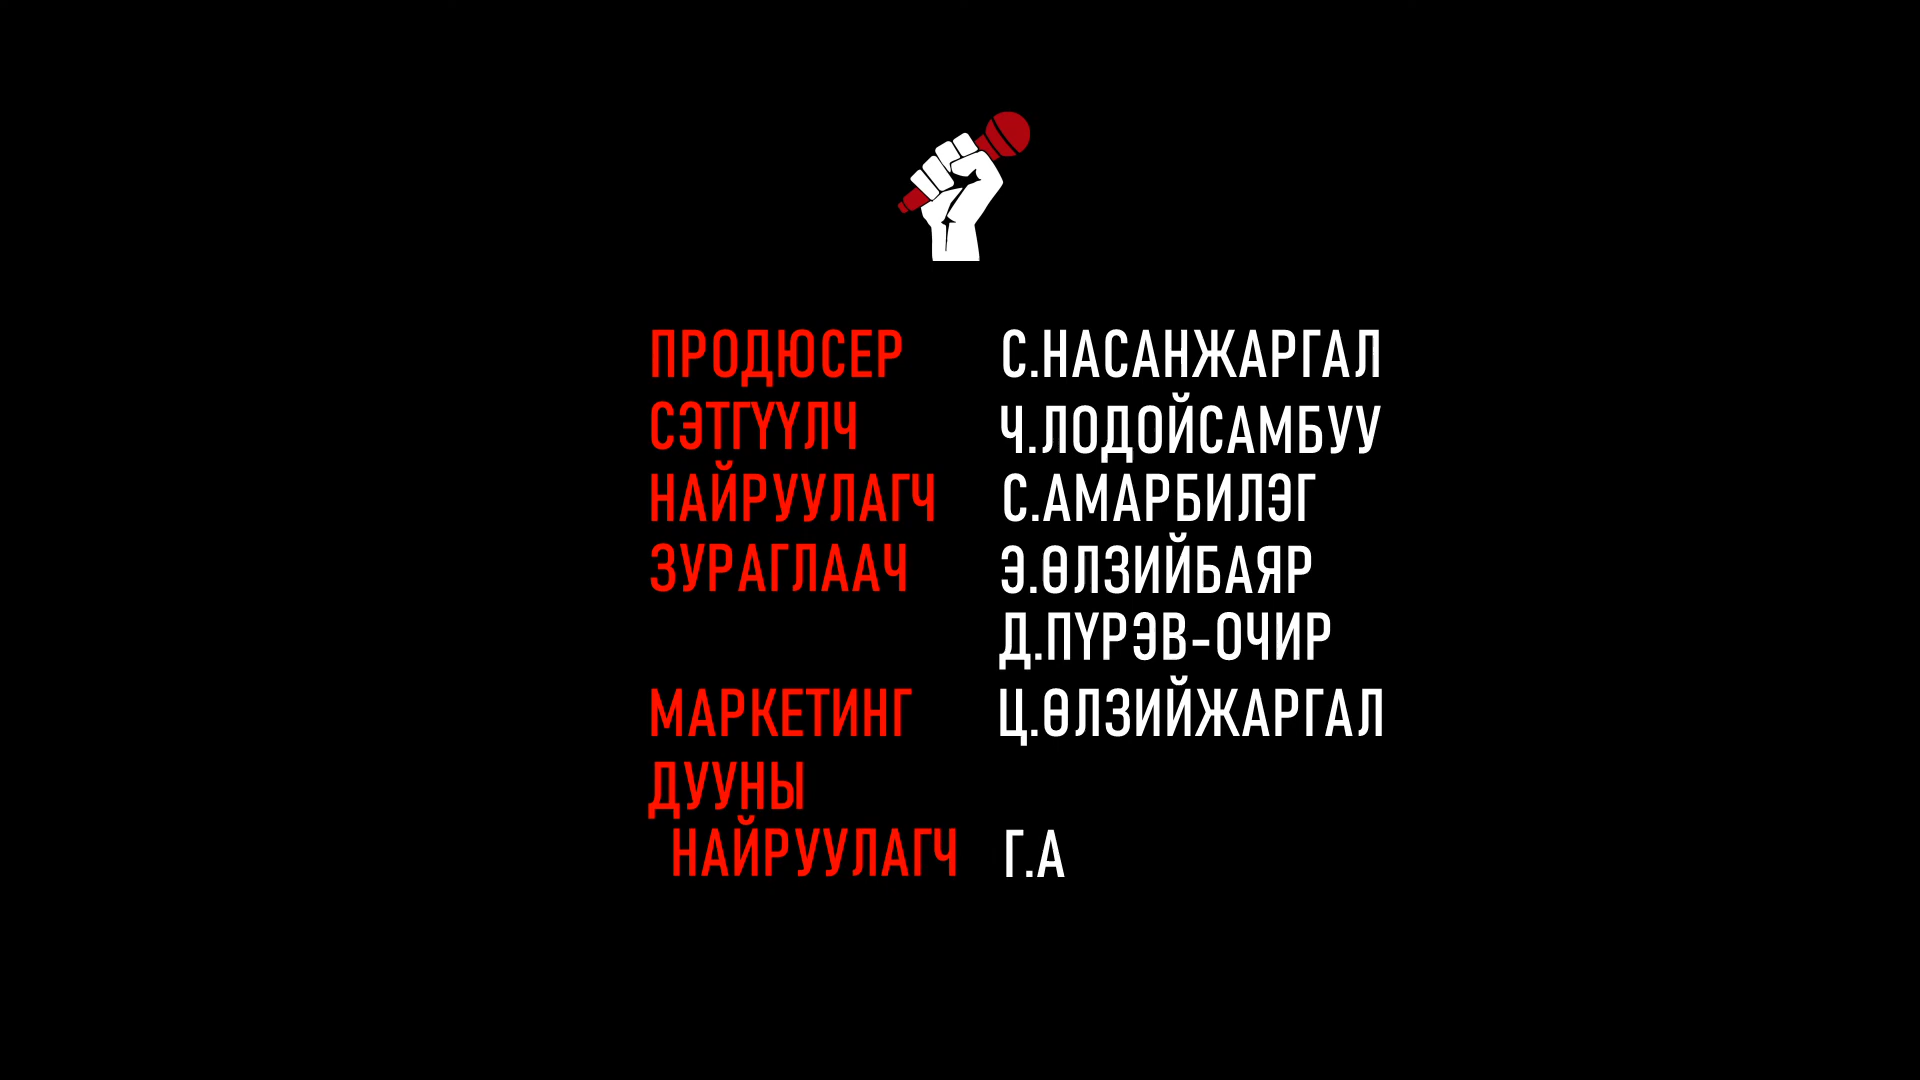 ПРОДЮСЕР С.НАСАНЖАРГАЛ
СЭТГҮҮЛЧ Ч.ЛОДОЙСАМБУУ
НАЙРУУЛАГЧ С.АМАРБИЛЭГ
ЗУРАГЛААЧ Э.ӨЛЗИЙБАЯР
Д.ПҮРЭВ-ОЧИР
МАРКЕТИНГ Ц.ӨЛЗИЙЖАРГАЛ
ДУУНЫ
НАЙРУУЛАГЧ Г.А